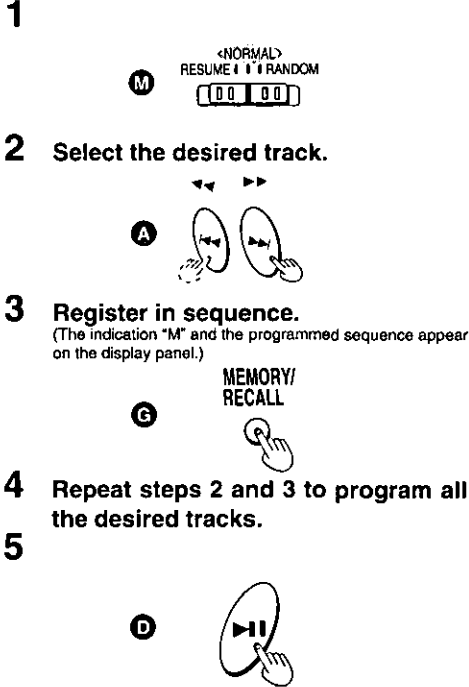 1
<NORMAL>
RESUME RANDOM
M
2 Select the desired track.
A
3 Register in sequence.
(The indication "M" and the programmed sequence appear
on the display panel.)
MEMORY/
RECALL
G
4 Repeat steps 2 and 3 to program all
the desired tracks.
5
D